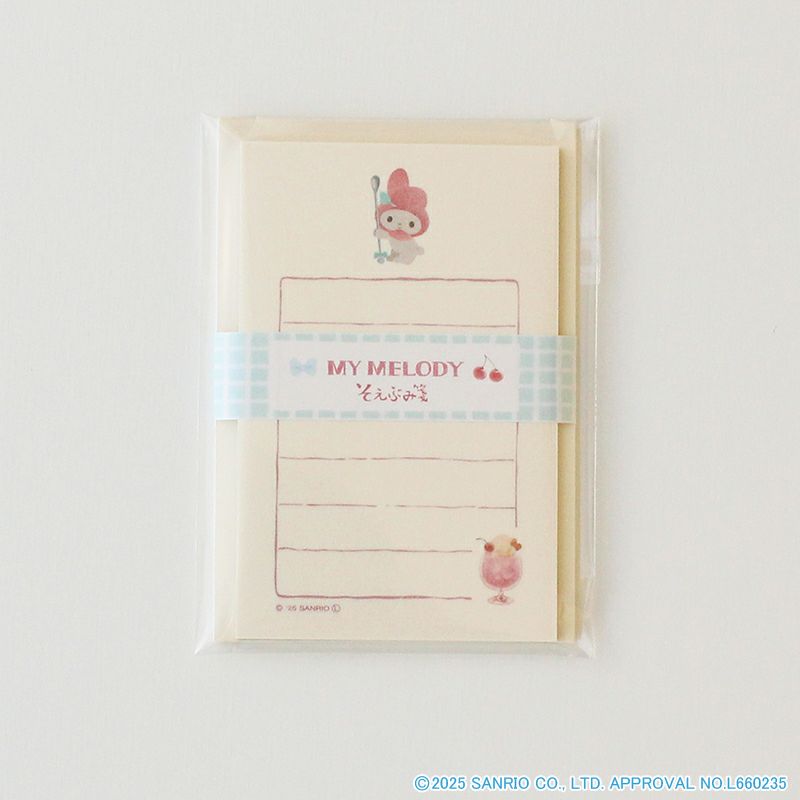 MY MELODY
そえぶみ箋
© '25 SANRIO Ⓛ
©2025 SANRIO CO., LTD. APPROVAL NO.L660235